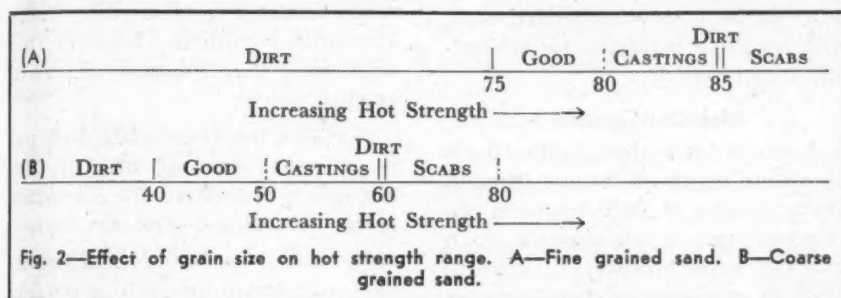 DIRT
(A) DIRT GOOD CASTINGS SCABS
75 80 85
Increasing Hot Strength
DIRT
(B) DIRT GOOD CASTINGS SCABS
40 50 60 80
Increasing Hot Strength
Fig. 2—Effect of grain size on hot strength range. A—Fine grained sand. B—Coarse
grained sand.